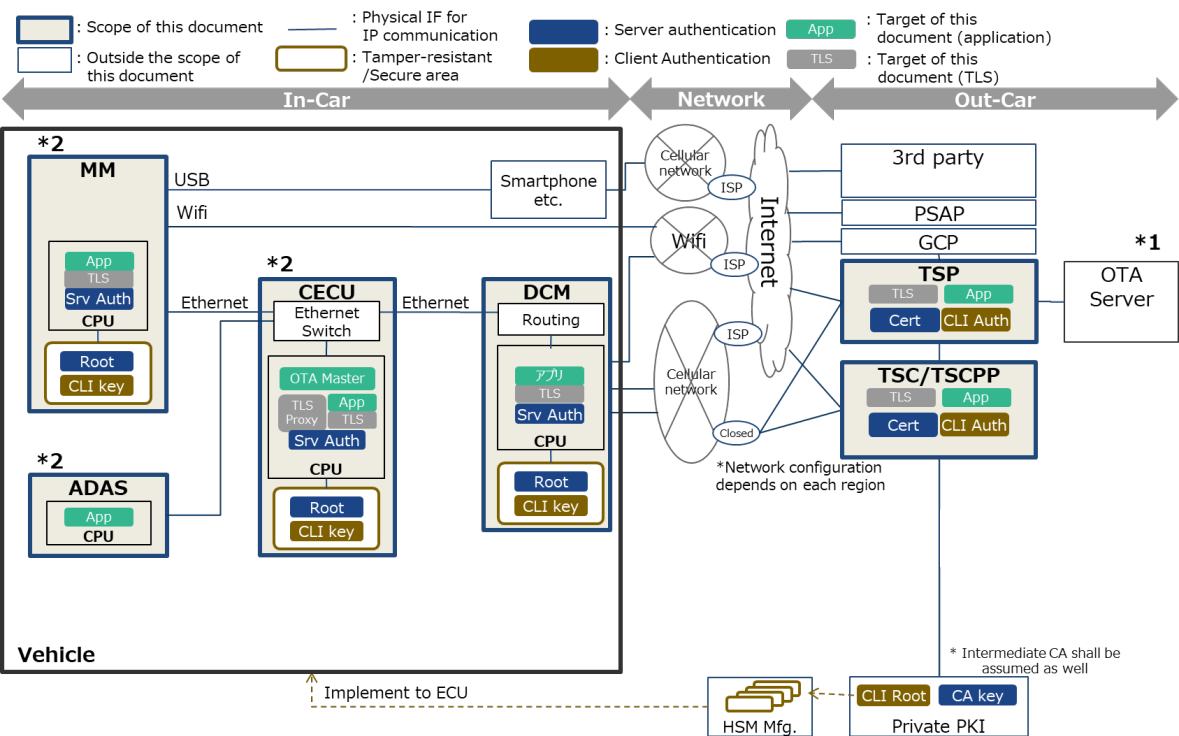 : Scope of this document
: Physical IF for
IP communication
: Server authentication
App
: Target of this
document (application)
: Outside the scope of
this document
: Tamper-resistant
/Secure area
: Client Authentication
TLS
: Target of this
document (TLS)
In-Car
Network
Out-Car
*2
MM
USB
Wifi
App
TLS
Srv Auth
CPU
Root
CLI key
Smartphone
etc.
*2
CECU
Ethernet
Ethernet
Switch
OTA Master
TLS
Proxy
App
TLS
Srv Auth
CPU
Root
CLI key
Ethernet
DCM
Routing
アプリ
TLS
Srv Auth
CPU
Root
CLI key
*2
ADAS
App
CPU
Vehicle
Cellular
network
ISP
Wifi
ISP
Internet
ISP
Cellular
network
Closed
*Network configuration
depends on each region
3rd party
PSAP
GCP
*1
TSP
TLS
App
Cert
CLI Auth
OTA
Server
TSC/TSCPP
TLS
App
Cert
CLI Auth
* Intermediate CA shall be
assumed as well
Implement to ECU
HSM Mfg.
CLI Root
CA key
Private PKI